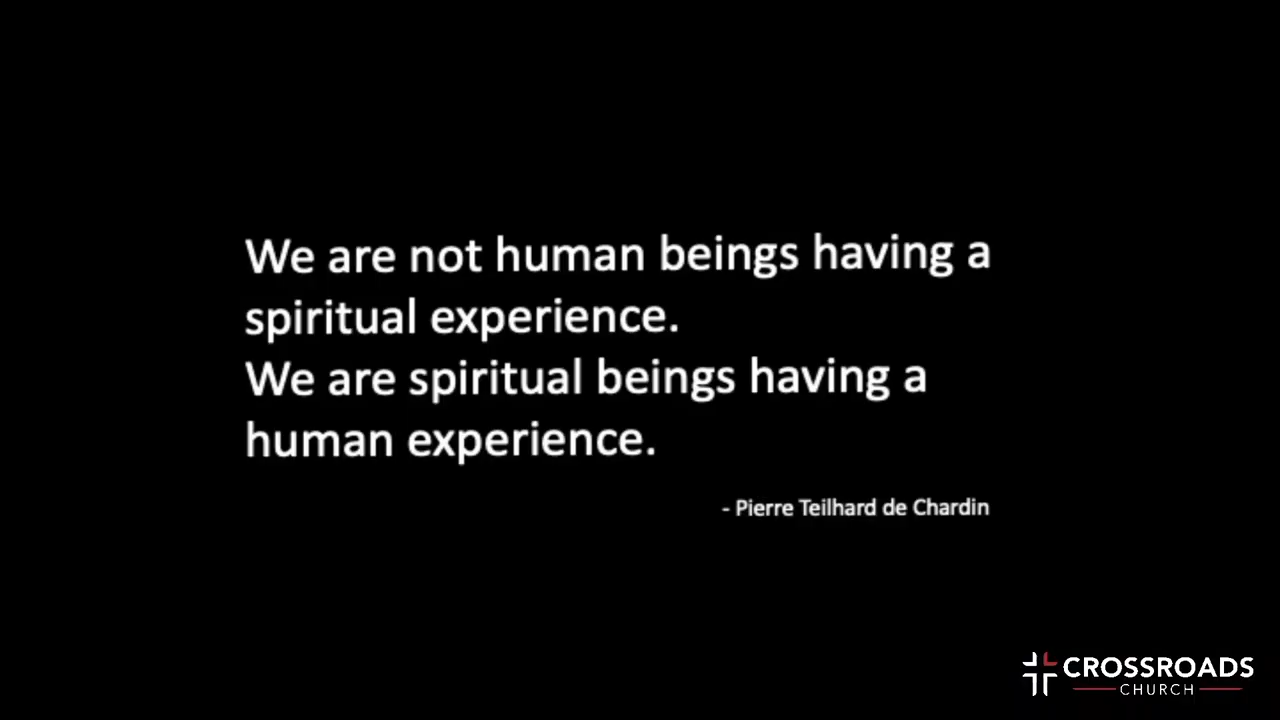 We are not human beings having a
spiritual experience.
We are spiritual beings having a
human experience.
- Pierre Teilhard de Chardin
CROSSROADS
CHURCH